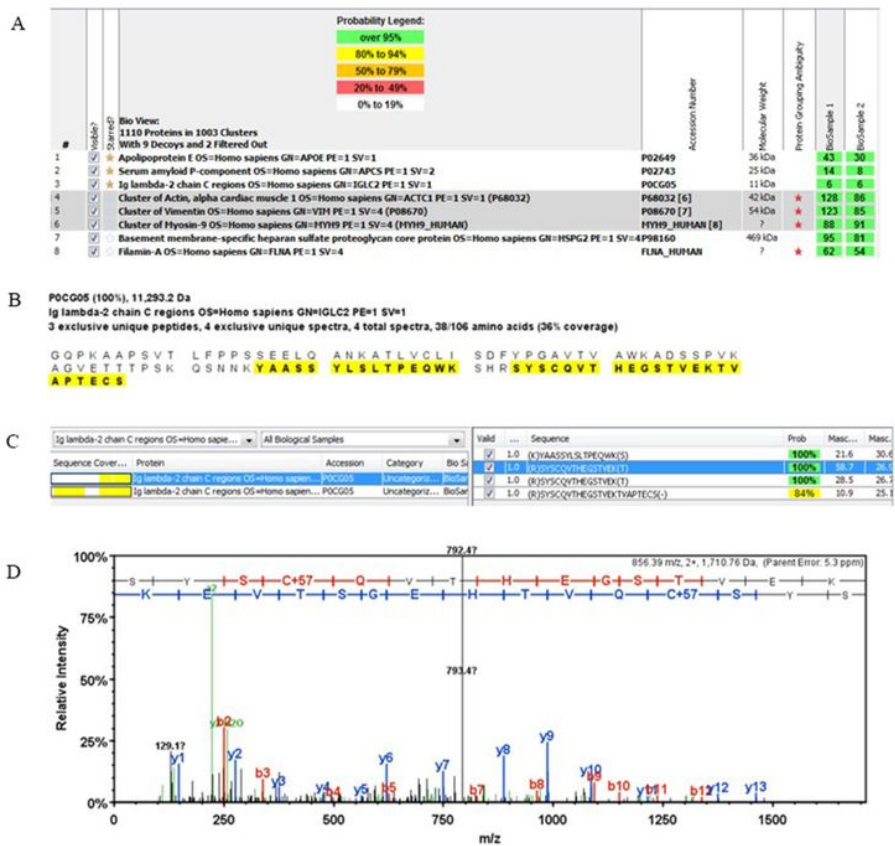 A
Probability Legend:
over 95%
80% to 94%
50% to 79%
20% to 49%
0% to 19%
Bio View:
1110 Proteins in 1003 Clusters
With 9 Decoys and 2 Filtered Out
# Visible? Starred? Accession Number Molecular Weight Protein Grouping Ambiguity BioSample 1 BioSample 2
1 Apolipoprotein E OS=Homo sapiens GN=APOE PE=1 SV=1 P02649 36 kDa 43 30
2 Serum amyloid P-component OS=Homo sapiens GN=APCS PE=1 SV=2 P02743 25 kDa 14 8
3 Ig lambda-2 chain C regions OS=Homo sapiens GN=IGLC2 PE=1 SV=1 P0CG05 11 kDa 6 6
4 Cluster of Actin, alpha cardiac muscle 1 OS=Homo sapiens GN=ACTC1 PE=1 SV=1 (P68032) P68032 [6] 42 kDa 128 86
5 Cluster of Vimentin OS=Homo sapiens GN=VIM PE=1 SV=4 (P08670) P08670 [7] 54 kDa 123 85
6 Cluster of Myosin-9 OS=Homo sapiens GN=MYH9 PE=1 SV=4 (MYH9_HUMAN) MYH9_HUMAN [8] ? 88 91
7 Basement membrane-specific heparan sulfate proteoglycan core protein OS=Homo sapiens GN=HSPG2 PE=1 SV=4 P98160 469 kDa 95 81
8 Filamin-A OS=Homo sapiens GN=FLNA PE=1 SV=4 FLNA_HUMAN ? 62 54
B
P0CG05 (100%), 11,293.2 Da
Ig lambda-2 chain C regions OS=Homo sapiens GN=IGLC2 PE=1 SV=1
3 exclusive unique peptides, 4 exclusive unique spectra, 4 total spectra, 38/106 amino acids (36% coverage)
GQPKAAPSVT LFPPSSEELQ ANKATLVCLI SDFYPGAVTV AWKADSSPVK
AGVETTTPSK QSNNKYAASS YLSLTPEQWK SHRSYSCQVT HEGSTVEKTV
APTECS
C
Ig lambda-2 chain C regions OS=Homo sapie... All Biological Samples
Sequence Cover... Protein Accession Category Bio Sa
Ig lambda-2 chain C regions OS=Homo sapien... P0CG05 Uncategoriz... BioSam
Ig lambda-2 chain C regions OS=Homo sapien... P0CG05 Uncategoriz... BioSam
Valid ... Sequence Prob Masc... Masc...
1.0 (K)YAASSYLSLTPEQWK(S) 100% 21.6 30.6
1.0 (R)SYSCQVTHEGSTVEK(T) 100% 58.7 26.9
1.0 (R)SYSCQVTHEGSTVEK(T) 100% 28.5 26.7
1.0 (R)SYSCQVTHEGSTVEKTVAPTECS(-) 84% 10.9 25.1
D
792.4?
856.39 m/z, 2+, 1,710.76 Da, (Parent Error: 5.3 ppm)
S Y S C+57 Q V T H E G S T V E K
K E V T S G E H T V Q C+57 S Y S
793.4?
129.1?
y1 b2 y2 b3 y3 y4 b4 y5 y6 b5 y7 b7 y8 b8 y9 y10 b9 b10 y11 b11 b12 y12 y13
Relative Intensity
100%
75%
50%
25%
0%
0 250 500 750 1000 1250 1500
m/z